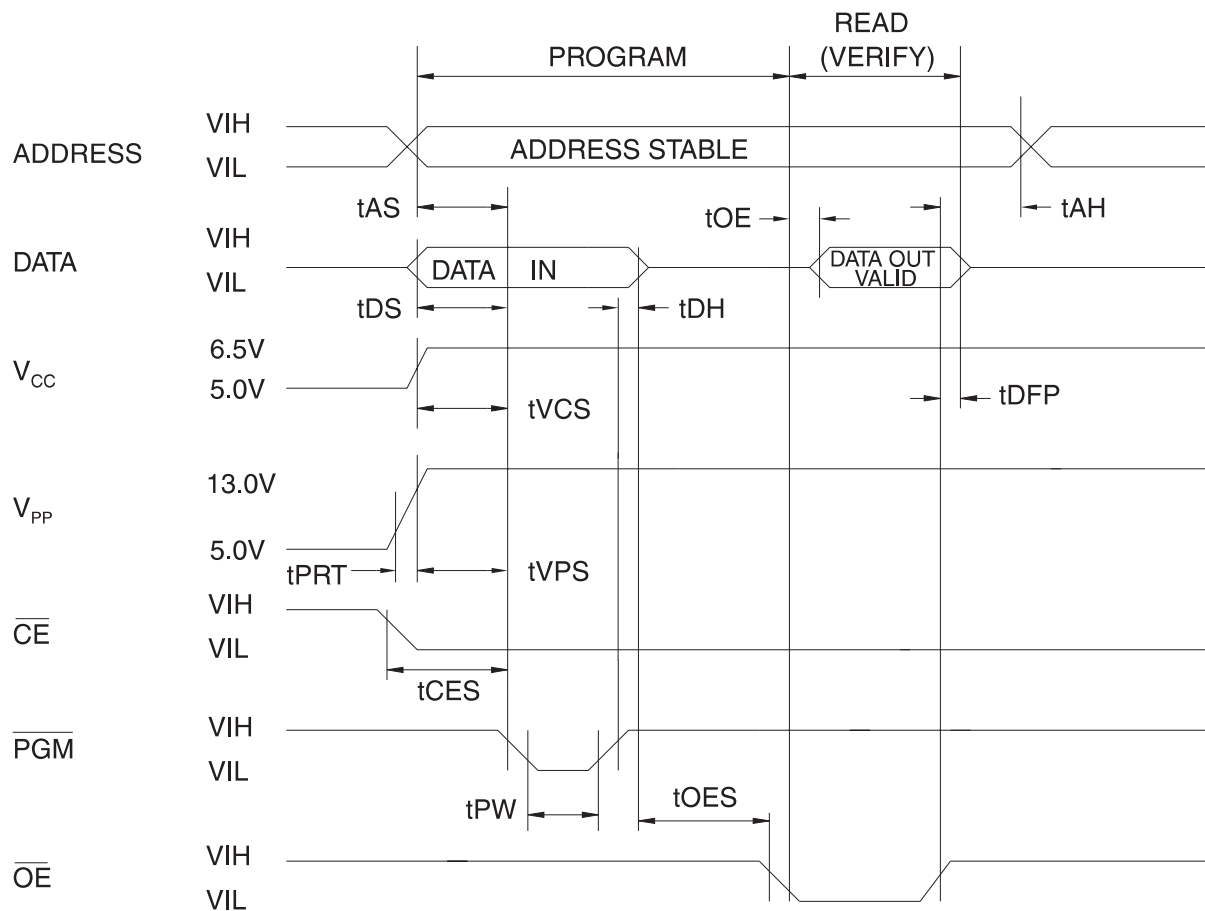 READ
PROGRAM
(VERIFY)
ADDRESS
VIH
VIL
ADDRESS STABLE
tAS
tOE
tAH
DATA
VIH
VIL
DATA IN
DATA OUT
VALID
tDS
tDH
VCC
6.5V
5.0V
tVCS
tDFP
VPP
13.0V
5.0V
tPRT
tVPS
CE
VIH
VIL
tCES
PGM
VIH
VIL
tPW
tOES
OE
VIH
VIL